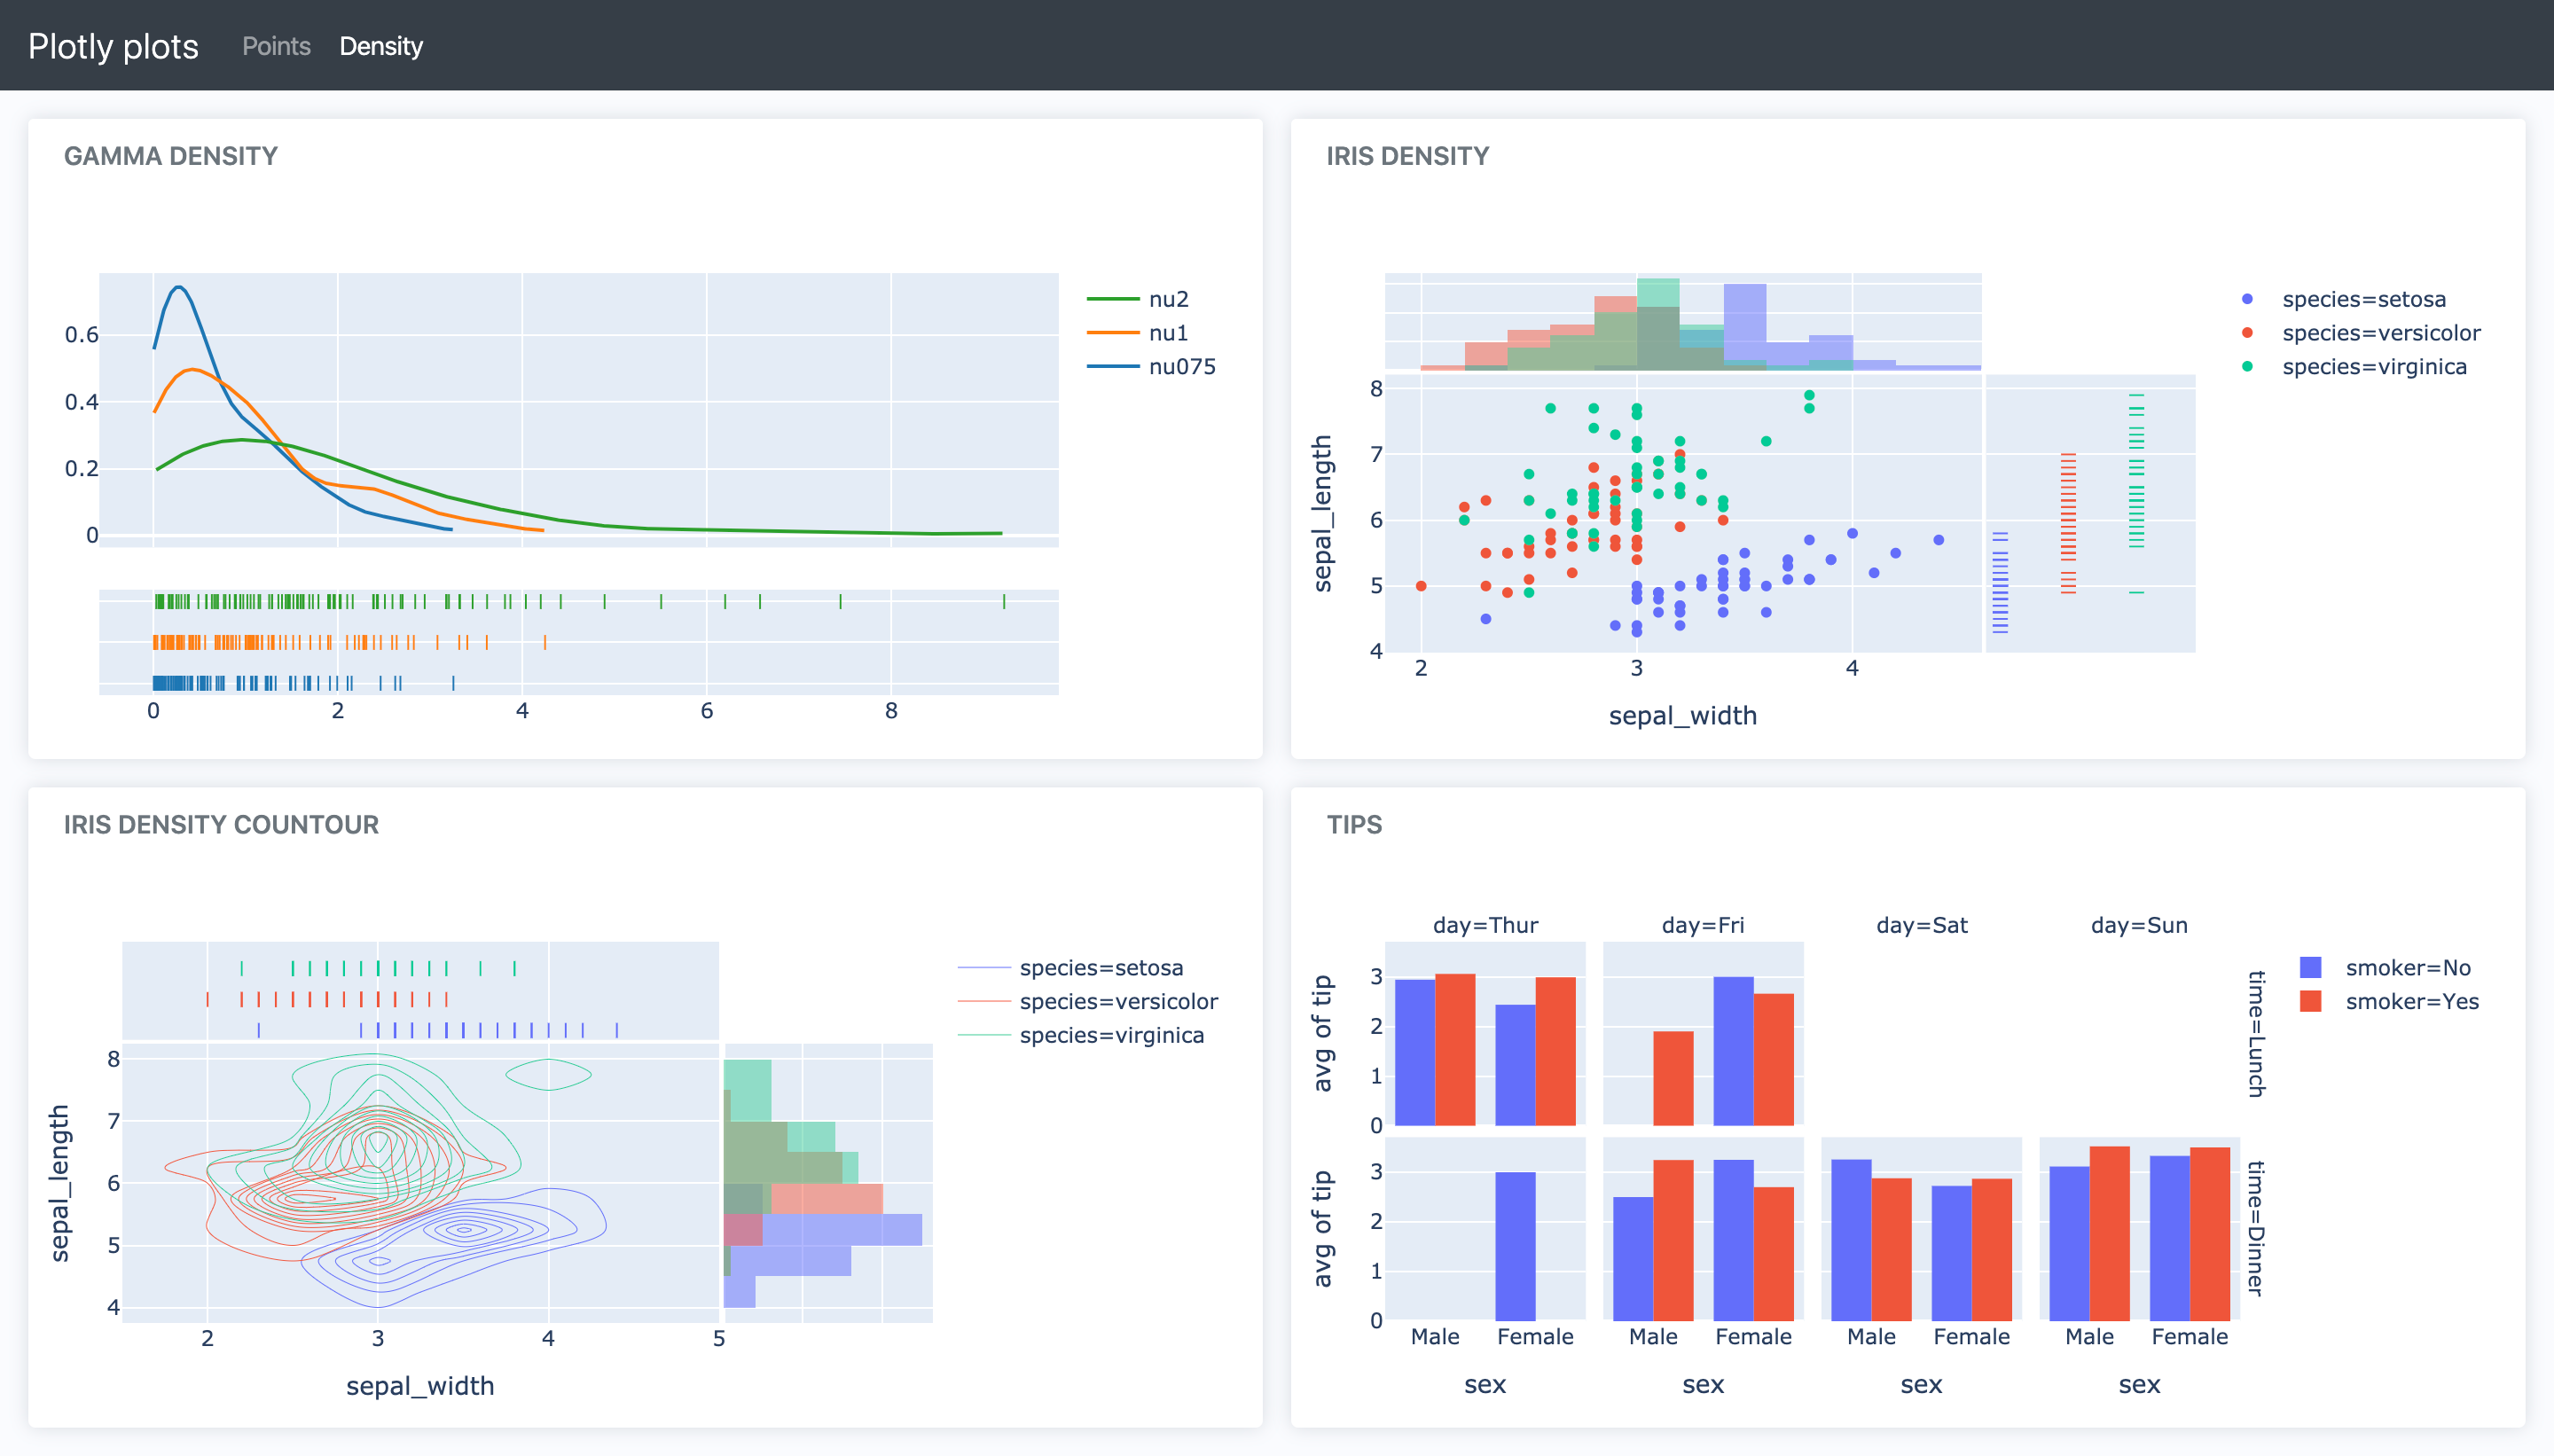 Plotly plots Points Density
GAMMA DENSITY
0.6
0.4
0.2
0
nu2
nu1
nu075
0 2 4 6 8
IRIS DENSITY
species=setosa
species=versicolor
species=virginica
8
7
6
5
4
sepal_length
2 3 4
sepal_width
IRIS DENSITY COUNTOUR
species=setosa
species=versicolor
species=virginica
8
7
6
5
4
sepal_length
2 3 4 5
sepal_width
TIPS
day=Thur day=Fri day=Sat day=Sun
smoker=No
smoker=Yes
3
2
1
0
avg of tip
time=Lunch
3
2
1
0
avg of tip
time=Dinner
Male Female Male Female Male Female Male Female
sex sex sex sex